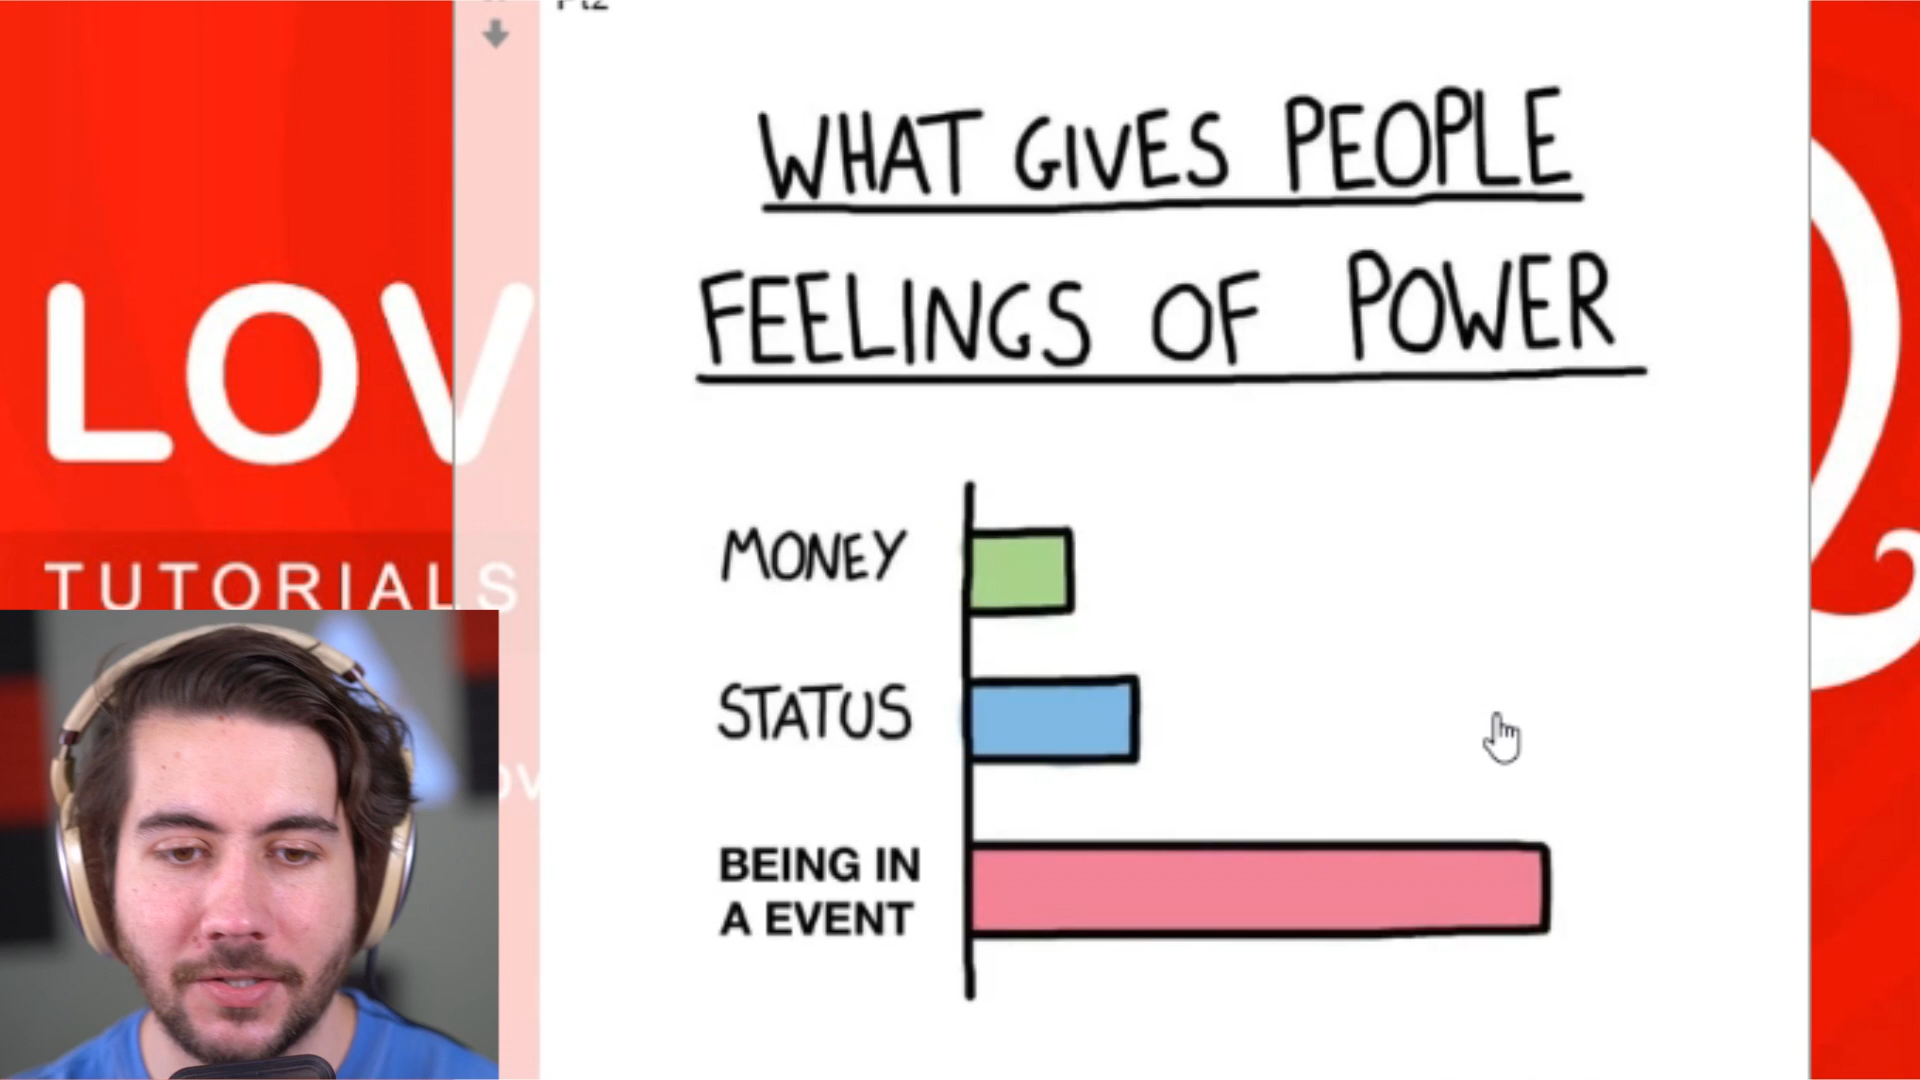 WHAT GIVES PEOPLE
FEELINGS OF POWER
LOV
TUTORIALS
MONEY
STATUS
BEING IN
A EVENT